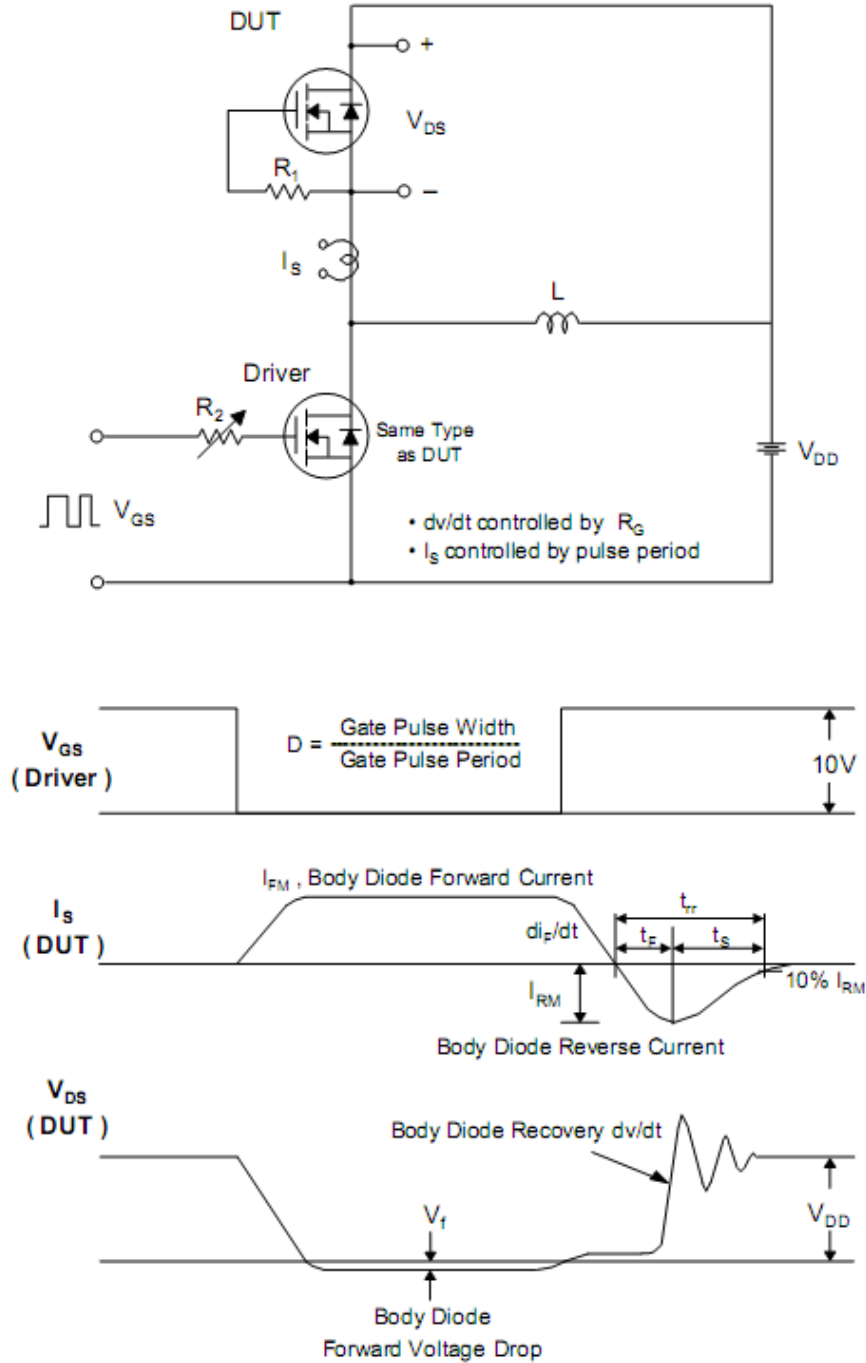 DUT
+
V_DS
R_1
–
I_S
L
Driver
R_2
Same Type
as DUT
V_DD
V_GS
• dv/dt controlled by R_G
• I_S controlled by pulse period
V_GS
( Driver )
D = Gate Pulse Width
Gate Pulse Period
10V
I_FM , Body Diode Forward Current
I_S
( DUT )
di_F/dt
t_rr
t_F
t_S
I_RM
10% I_RM
Body Diode Reverse Current
V_DS
( DUT )
Body Diode Recovery dv/dt
V_f
V_DD
Body Diode
Forward Voltage Drop